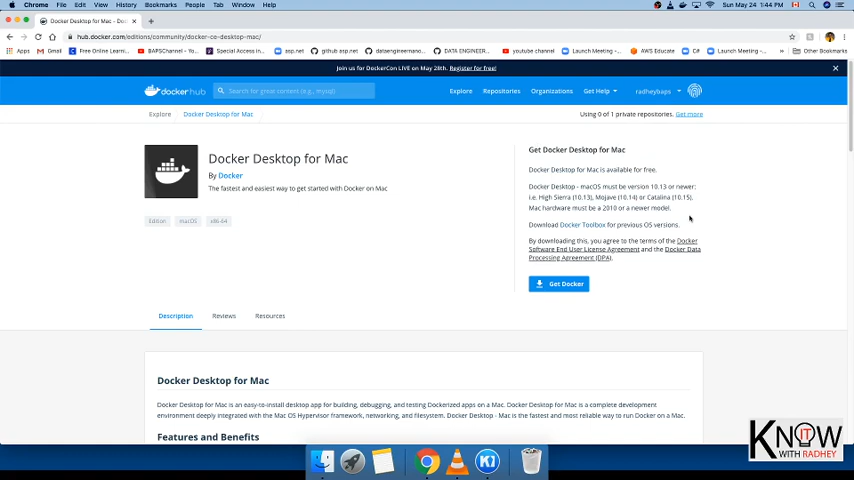 Chrome File Edit View History Bookmarks People Tab Window Help
Sun May 24 1:44 PM
Docker Desktop for Mac - Doc
hub.docker.com/editions/community/docker-ce-desktop-mac/
Apps Gmail Free Online Learni... BAPSChannel - Yo... Special Access in... asp.net github asp.net dataengineernano... DATA ENGINEER... youtube channel Launch Meeting -... AWS Educate C# Launch Meeting -... » Other Bookmarks
Join us for DockerCon LIVE on May 28th. Register for free!
docker hub
Search for great content (e.g., mysql)
Explore Repositories Organizations Get Help radheybaps
Explore Docker Desktop for Mac
Using 0 of 1 private repositories. Get more
Docker Desktop for Mac
By Docker
The fastest and easiest way to get started with Docker on Mac
Edition macOS x86-64
Get Docker Desktop for Mac
Docker Desktop for Mac is available for free.
Docker Desktop - macOS must be version 10.13 or newer:
i.e. High Sierra (10.13), Mojave (10.14) or Catalina (10.15).
Mac hardware must be a 2010 or a newer model.
Download Docker Toolbox for previous OS versions.
By downloading this, you agree to the terms of the Docker
Software End User License Agreement and the Docker Data
Processing Agreement (DPA).
Get Docker
Description Reviews Resources
Docker Desktop for Mac
Docker Desktop for Mac is an easy-to-install desktop app for building, debugging, and testing Dockerized apps on a Mac. Docker Desktop for Mac is a complete development
environment deeply integrated with the Mac OS Hypervisor framework, networking, and filesystem. Docker Desktop - Mac is the fastest and most reliable way to run Docker on a Mac.
Features and Benefits
KNOW IT
WITH RADHEY